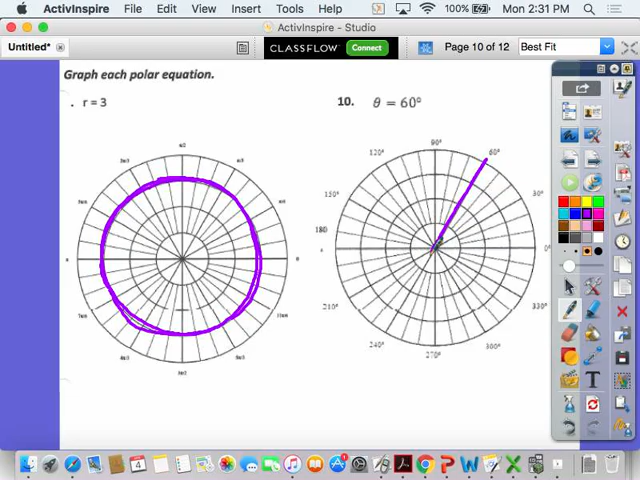 ActivInspire File Edit View Insert Tools Help 100% Mon 2:31 PM
ActivInspire - Studio
Untitled* CLASSFLOW Connect Page 10 of 12 Best Fit
Graph each polar equation.
. r = 3
10. θ = 60°
90°
120° 60°
150° 30°
180 0°
210° 330°
240° 300°
270°